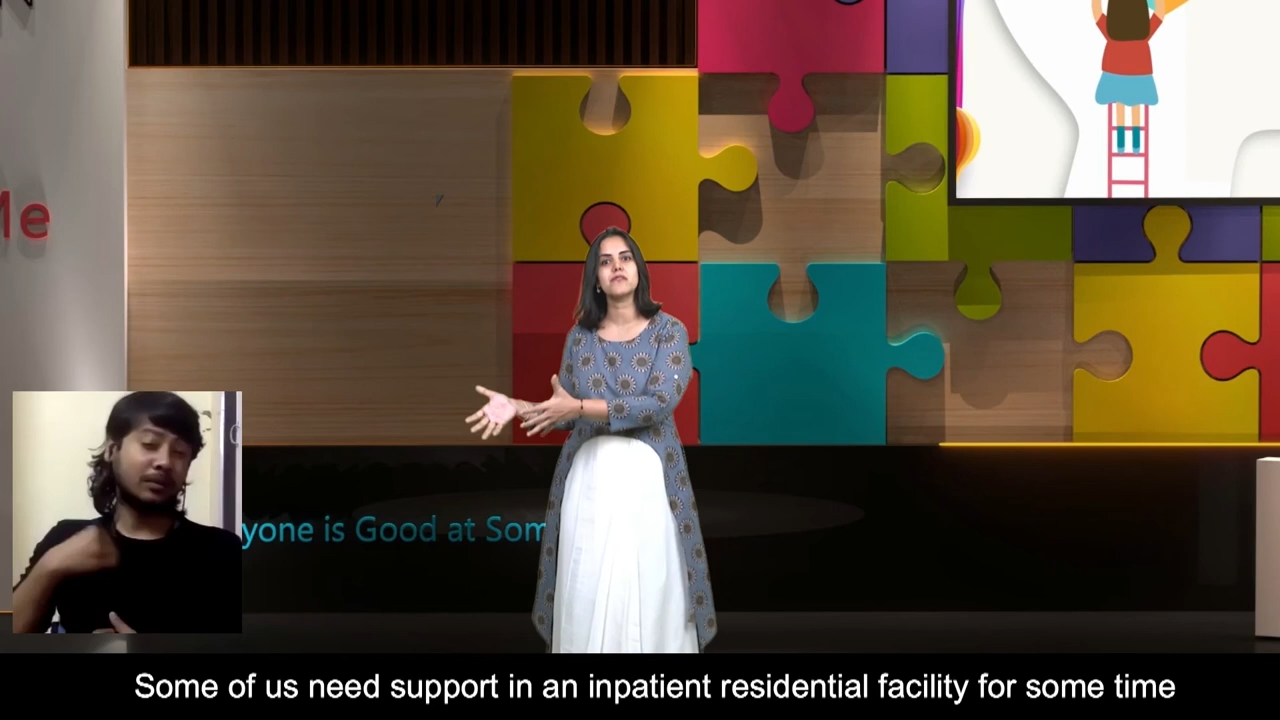 Me
yone is Good at Som
Some of us need support in an inpatient residential facility for some time